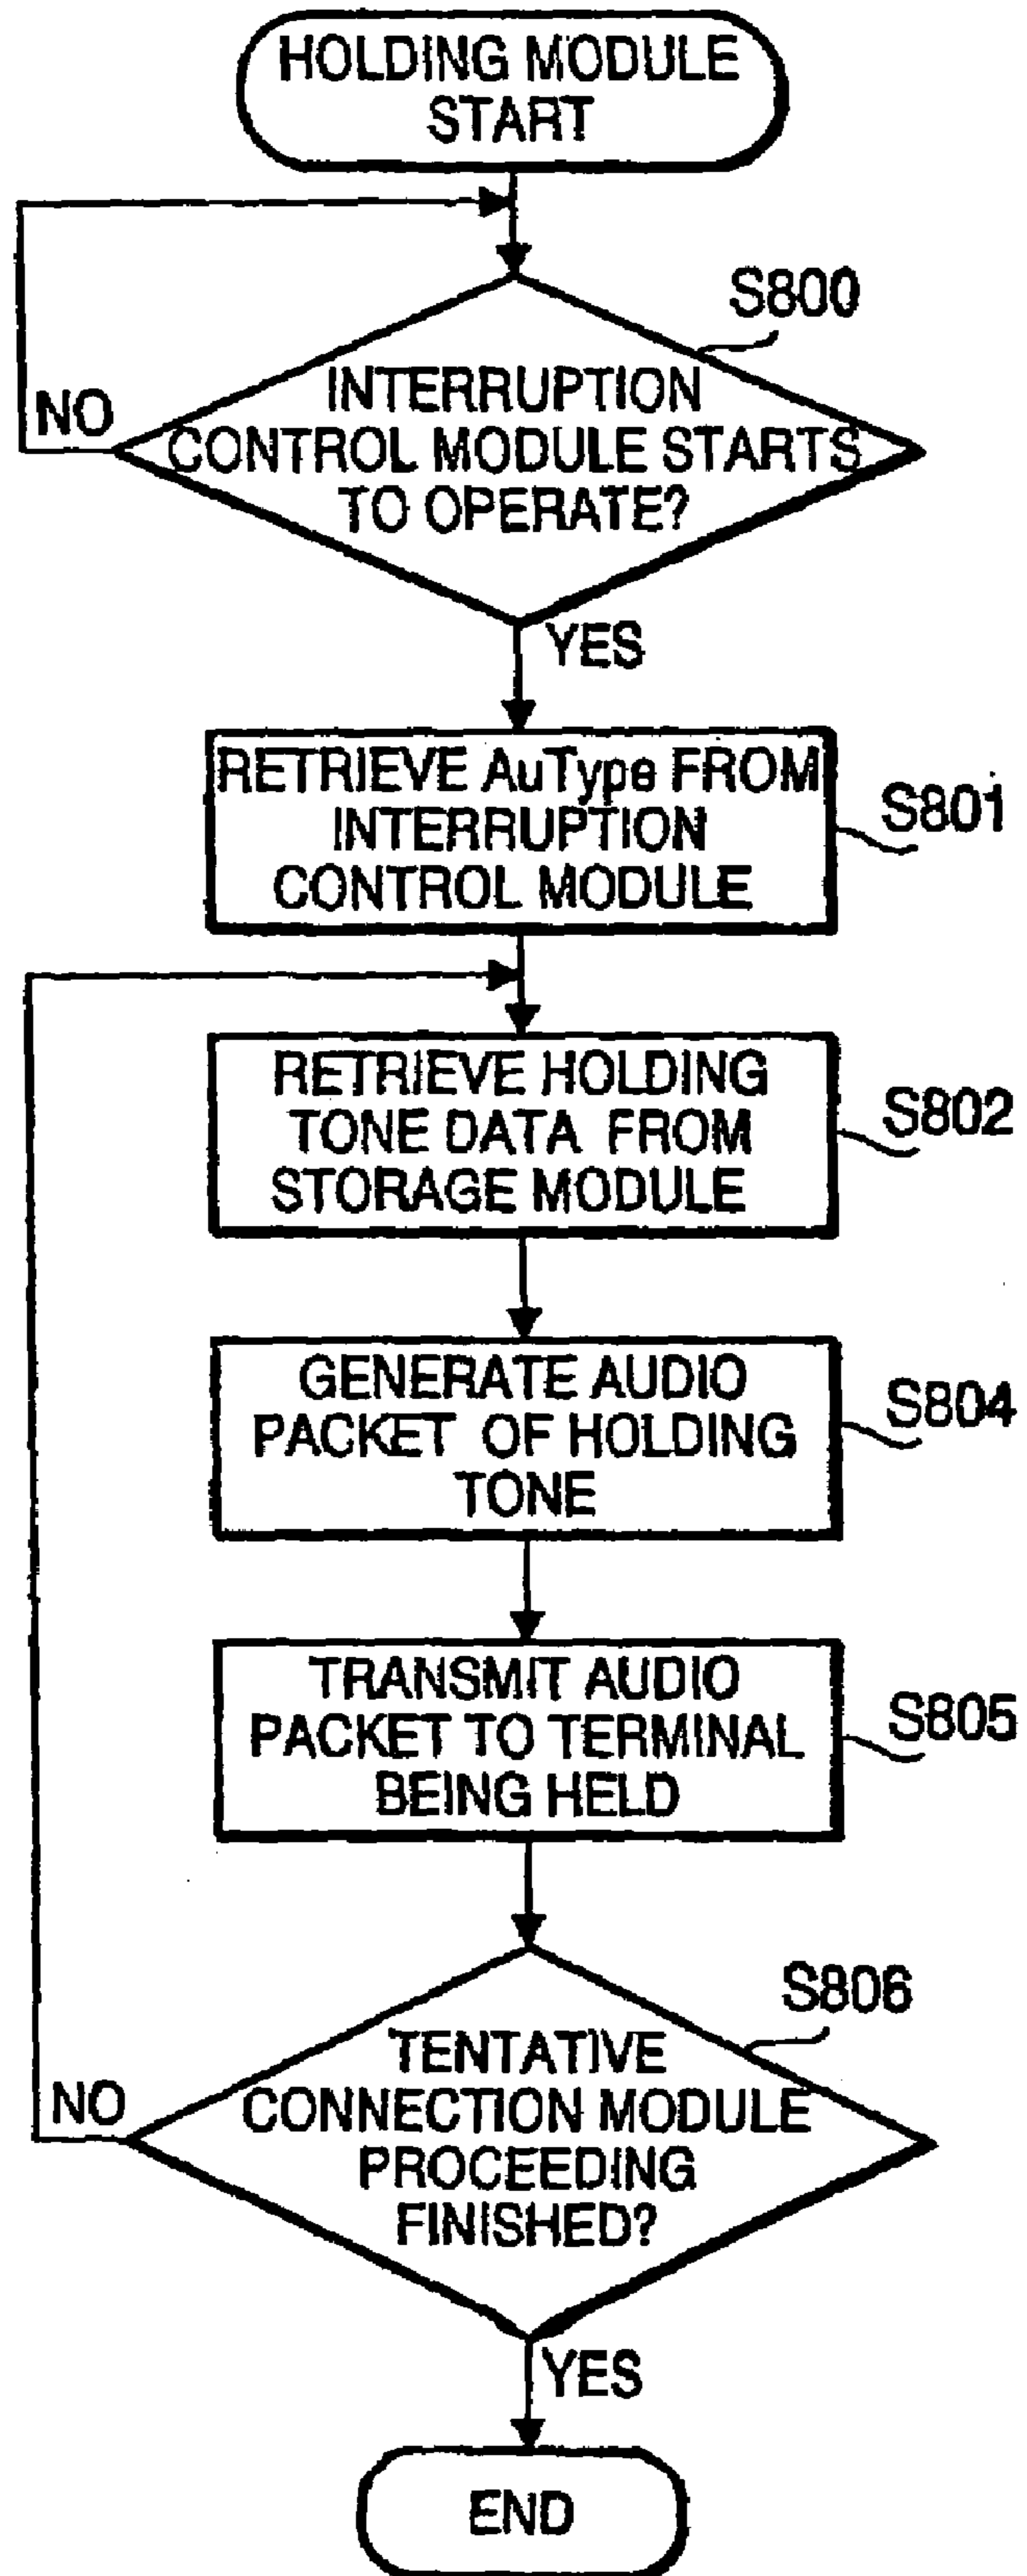 HOLDING MODULE
START
S800
INTERRUPTION
CONTROL MODULE STARTS
TO OPERATE?
NO
YES
RETRIEVE AuType FROM
INTERRUPTION
CONTROL MODULE
S801
RETRIEVE HOLDING
TONE DATA FROM
STORAGE MODULE
S802
GENERATE AUDIO
PACKET OF HOLDING
TONE
S804
TRANSMIT AUDIO
PACKET TO TERMINAL
BEING HELD
S805
S806
TENTATIVE
CONNECTION MODULE
PROCEEDING
FINISHED?
NO
YES
END